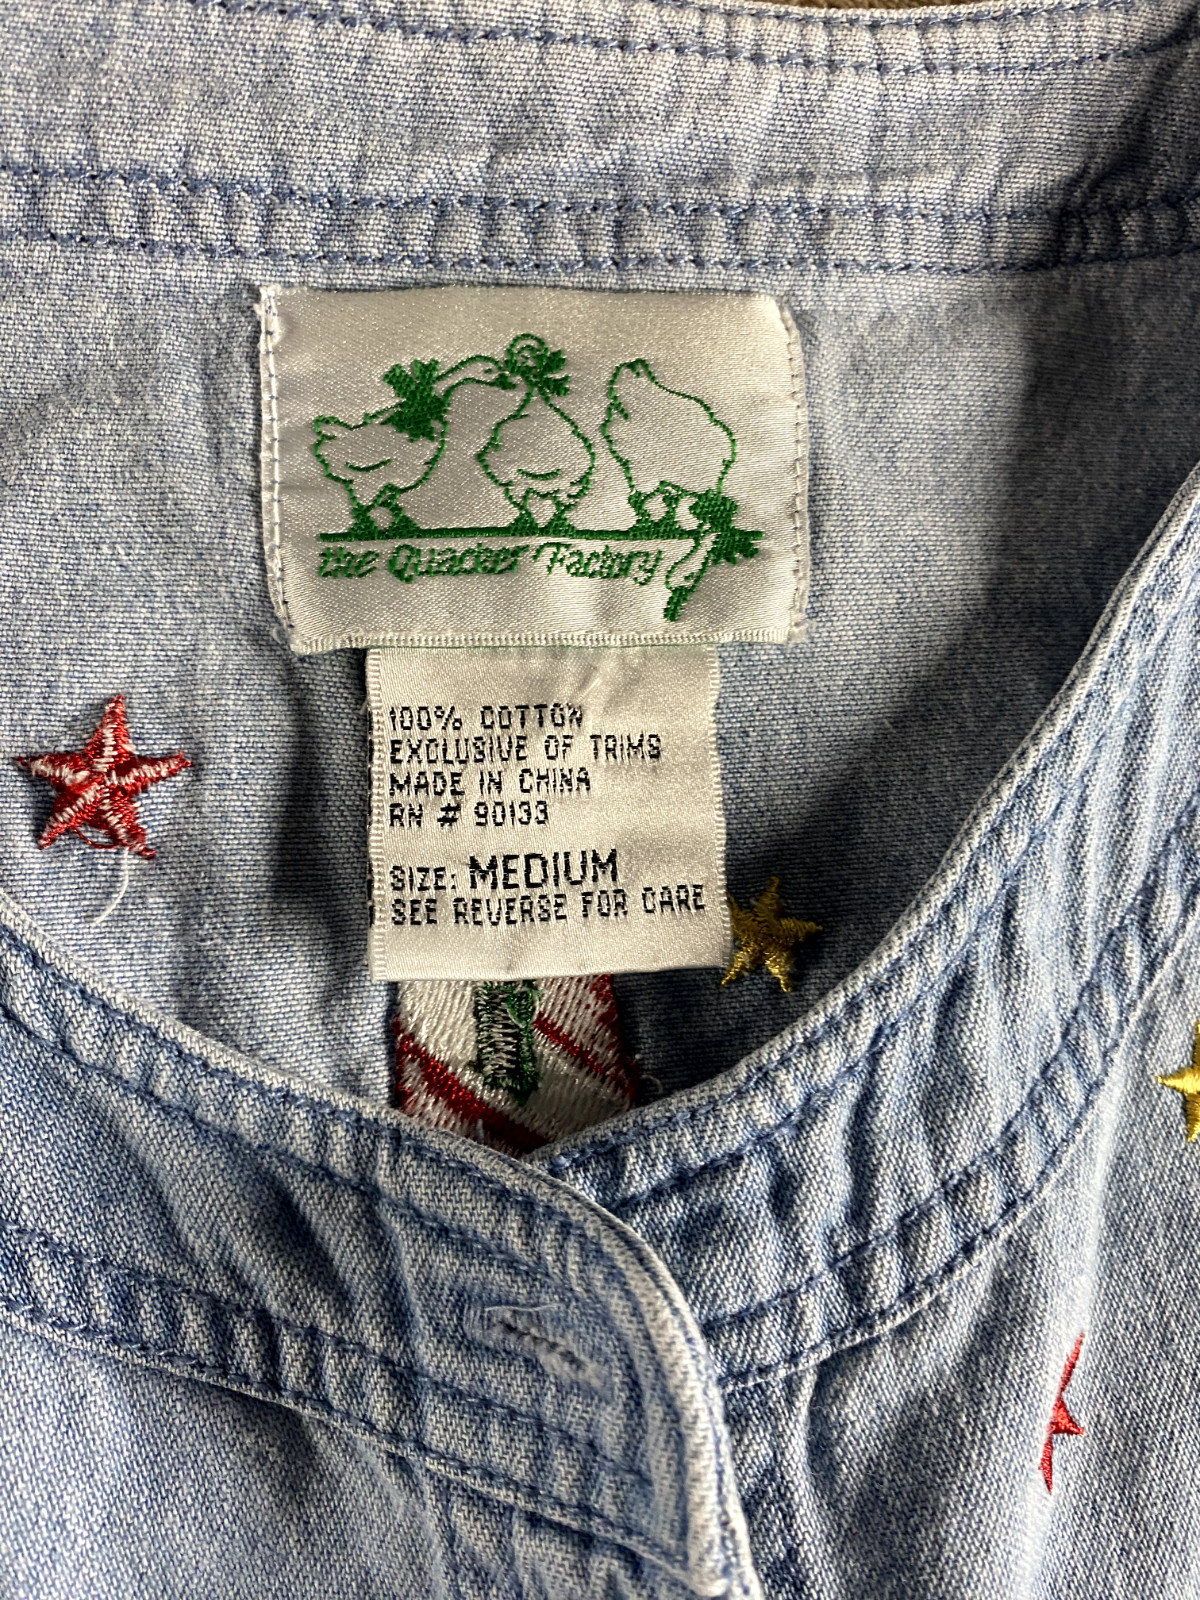 the Quacker Factory
100% COTTON
EXCLUSIVE OF TRIMS
MADE IN CHINA
RN # 90133
SIZE: MEDIUM
SEE REVERSE FOR CARE